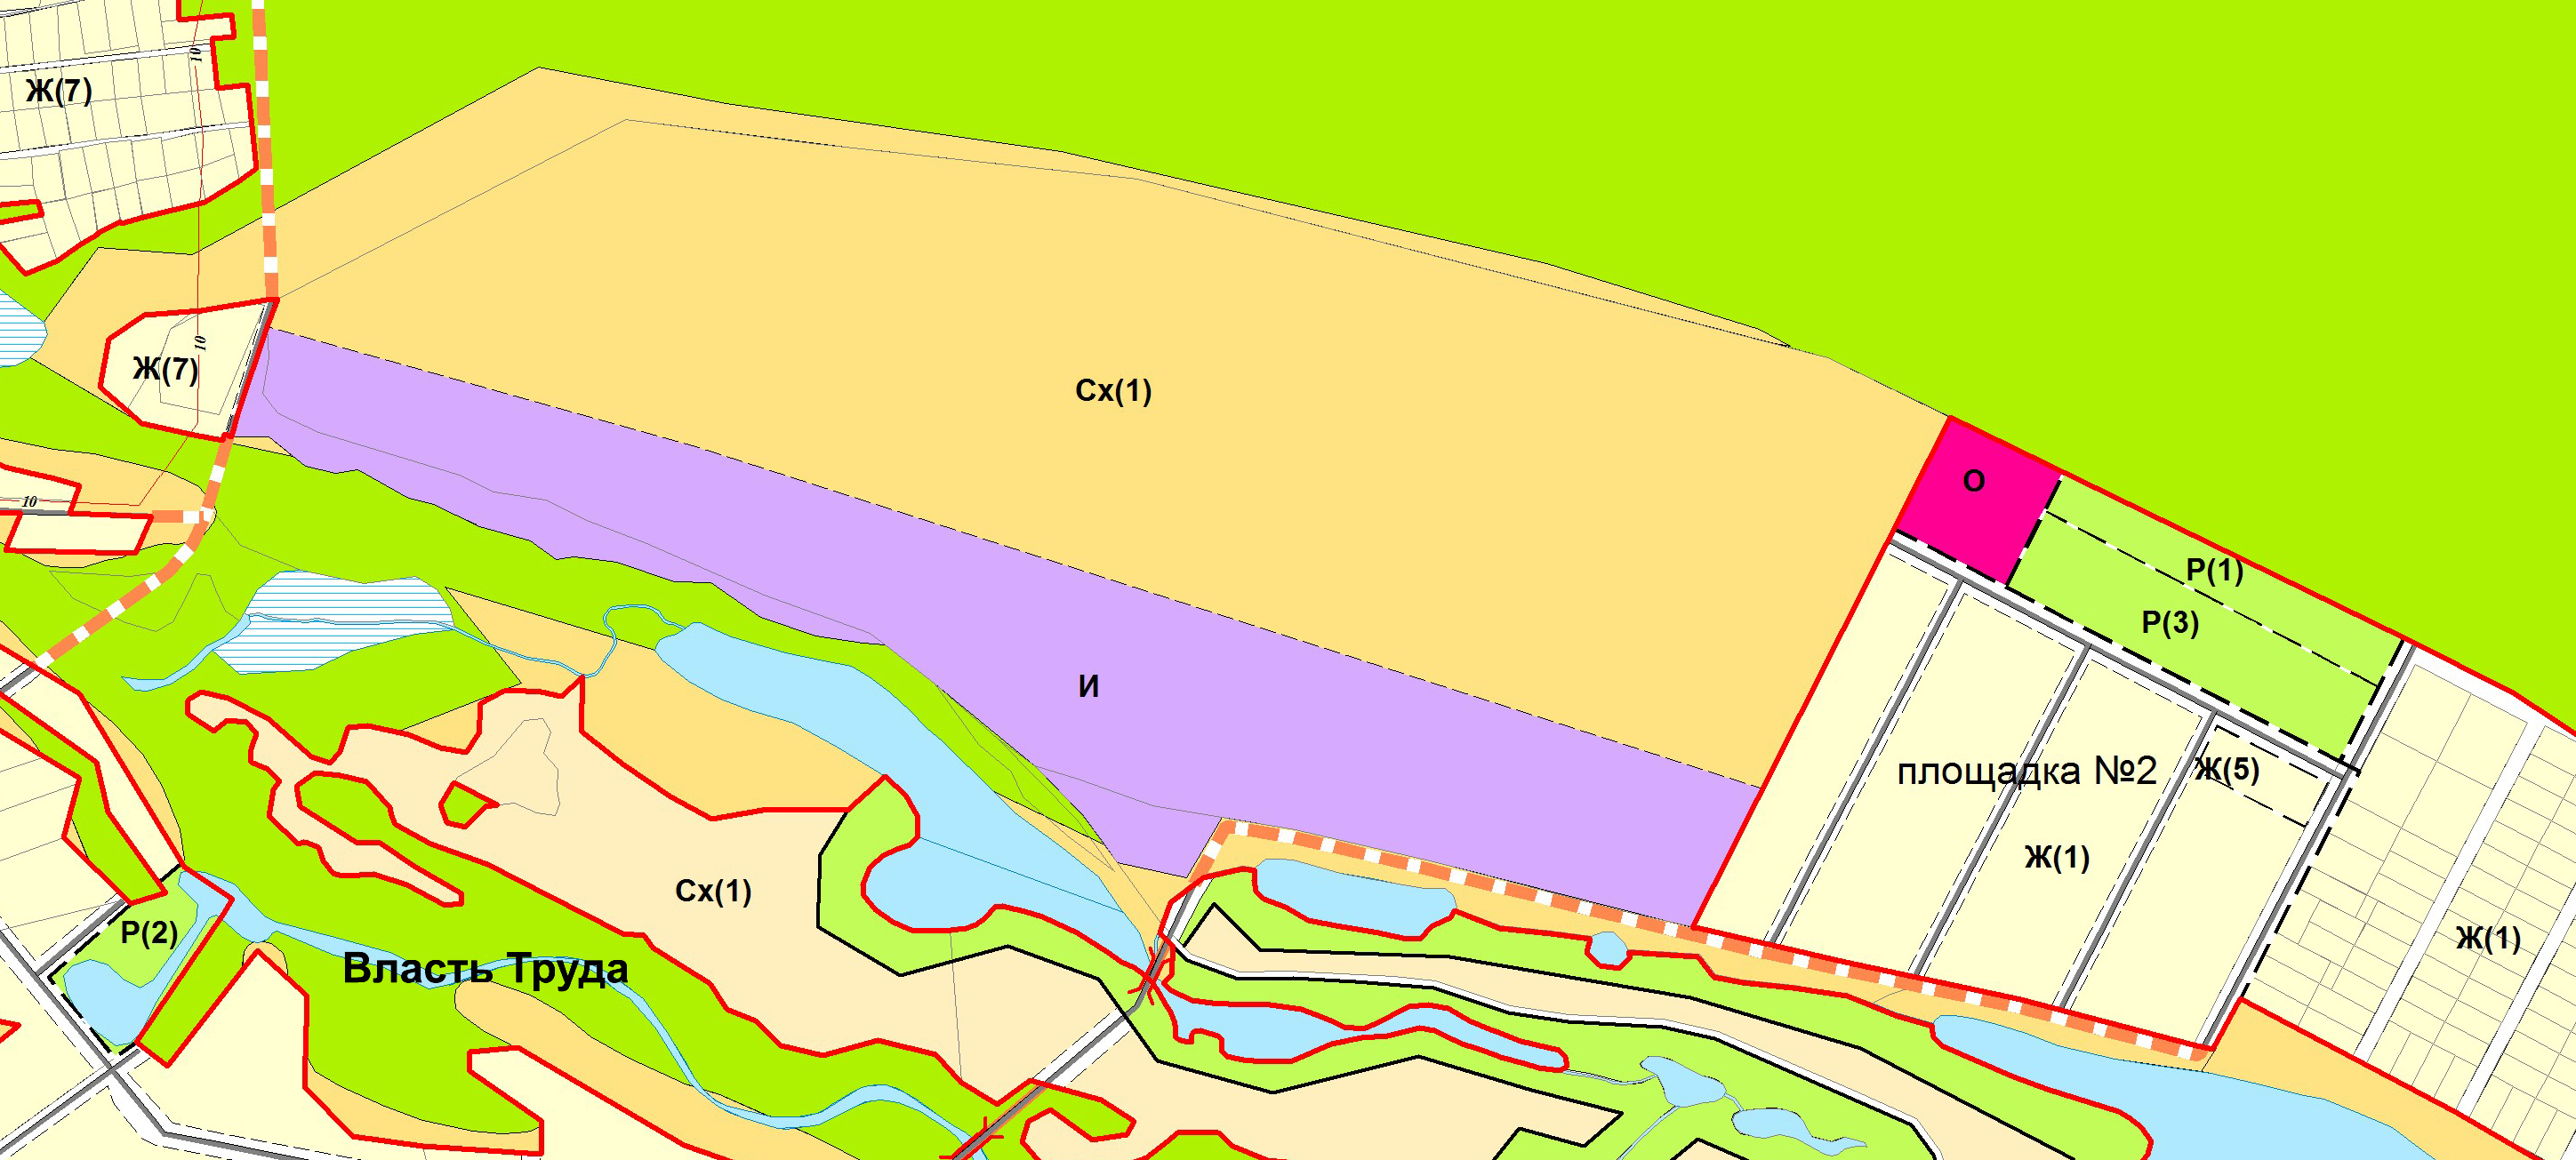 10
Ж(7)
10
Ж(7)
Сх(1)
О
10
Р(1)
Р(3)
И
площадка №2
Ж(5)
Ж(1)
Сх(1)
Р(2)
Ж(1)
Власть Труда